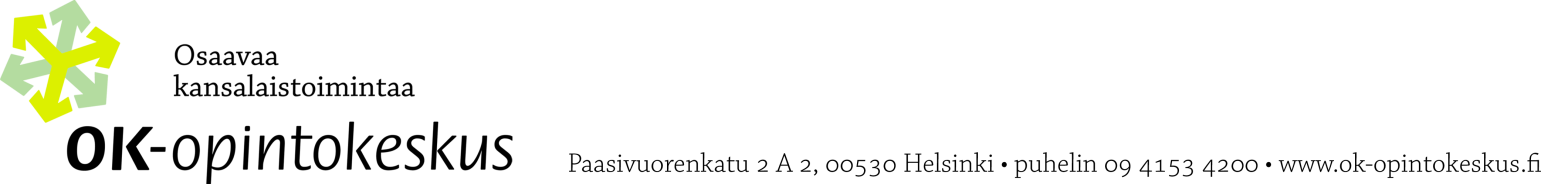 Osaavaa
kansalaistoimintaa
OK-opintokeskus
Paasivuorenkatu 2 A 2, 00530 Helsinki • puhelin 09 4153 4200 • www.ok-opintokeskus.fi